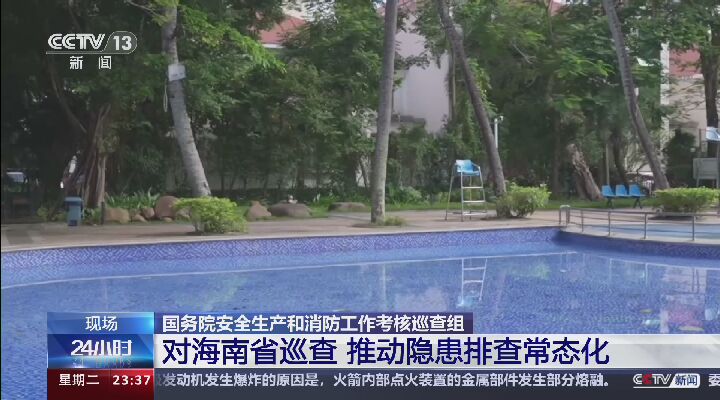 CCTV 13
新闻
现场
24小时
国务院安全生产和消防工作考核巡查组
对海南省巡查 推动隐患排查常态化
星期二 23:37
发动机发生爆炸的原因是，火箭内部点火装置的金属部件发生部分熔融。
CCTV 新闻